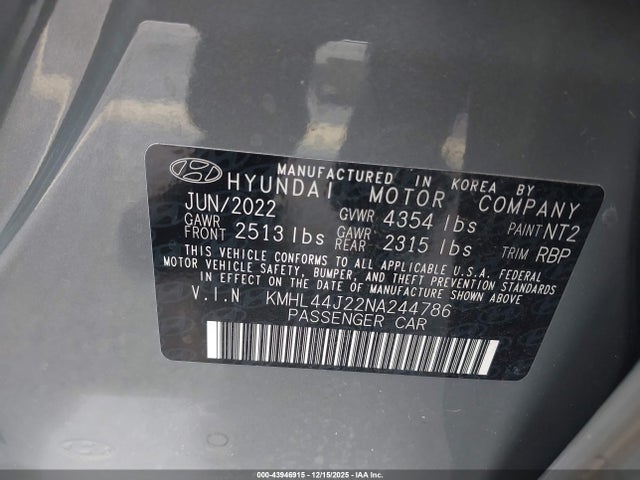 MANUFACTURED IN KOREA BY
HYUNDAI MOTOR COMPANY
JUN/2022 GVWR 4354 lbs PAINT NT2
GAWR FRONT 2513 lbs GAWR REAR 2315 lbs TRIM RBP
THIS VEHICLE CONFORMS TO ALL APPLICABLE U.S.A. FEDERAL
MOTOR VEHICLE SAFETY, BUMPER, AND THEFT PREVENTION STANDARDS
IN EFFECT ON THE DATE OF MANUFACTURE SHOWN ABOVE
V.I.N KMHL44J22NA244786
PASSENGER CAR
000-43946915 - 12/15/2025 - IAA Inc.